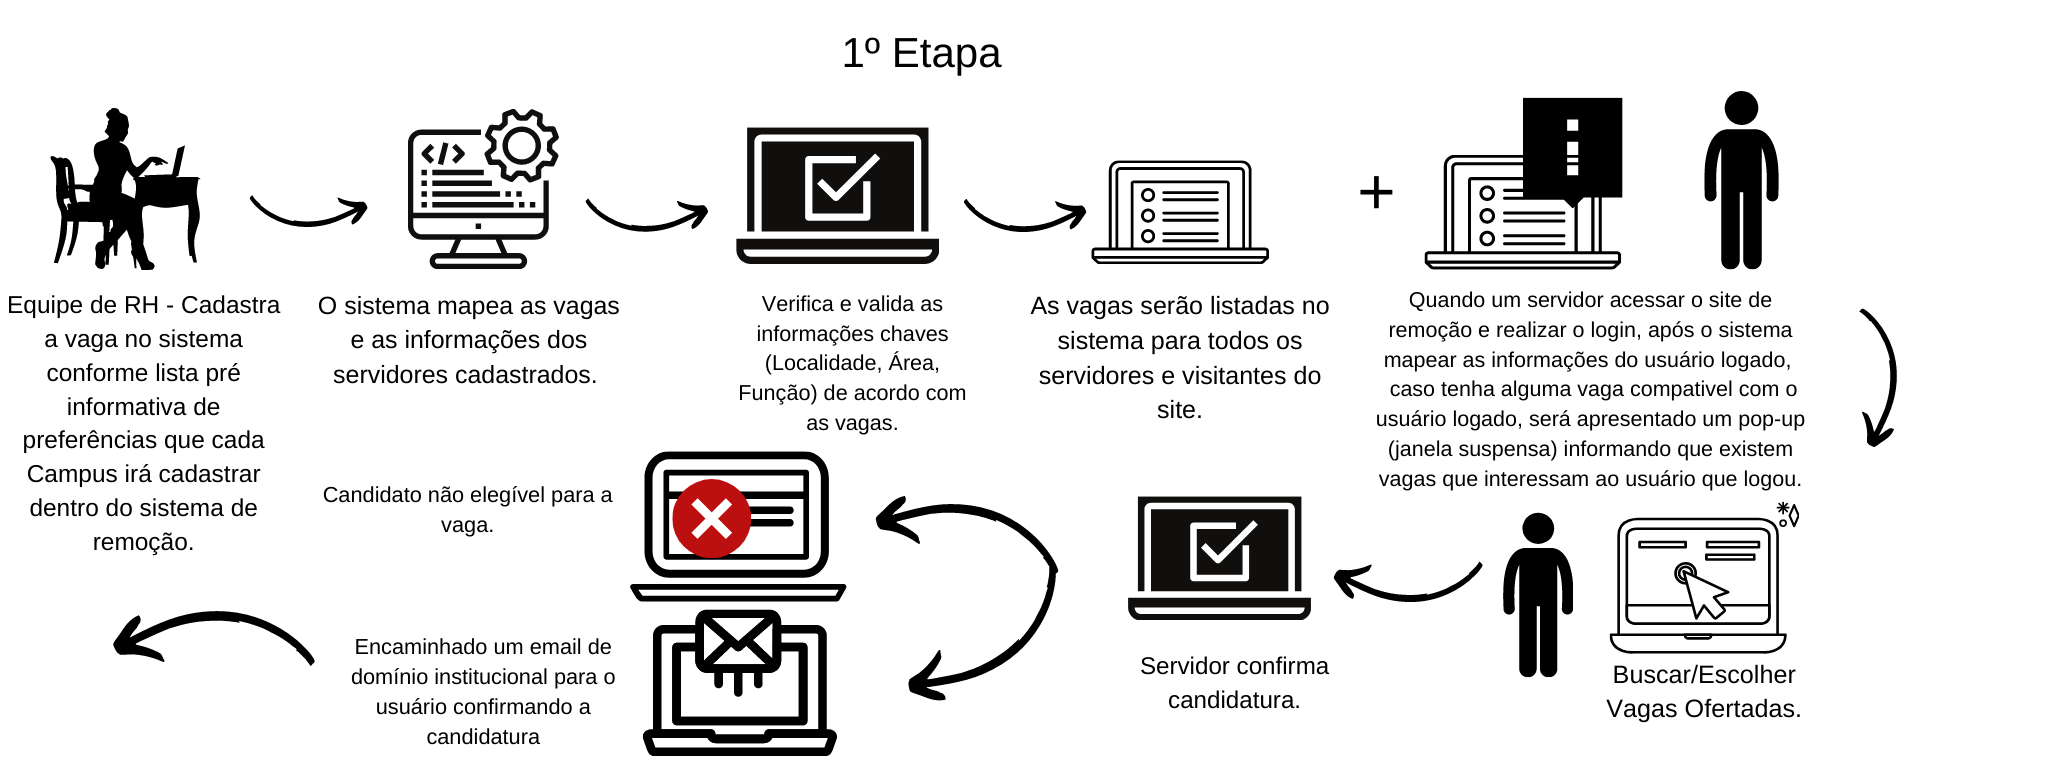 1º Etapa
Equipe de RH - Cadastra
a vaga no sistema
conforme lista pré
informativa de
preferências que cada
Campus irá cadastrar
dentro do sistema de
remoção.
O sistema mapea as vagas
e as informações dos
servidores cadastrados.
Verifica e valida as
informações chaves
(Localidade, Área,
Função) de acordo com
as vagas.
As vagas serão listadas no
sistema para todos os
servidores e visitantes do
site.
+
Quando um servidor acessar o site de
remoção e realizar o login, após o sistema
mapear as informações do usuário logado,
caso tenha alguma vaga compativel com o
usuário logado, será apresentado um pop-up
(janela suspensa) informando que existem
vagas que interessam ao usuário que logou.
Buscar/Escolher
Vagas Ofertadas.
Servidor confirma
candidatura.
Candidato não elegível para a
vaga.
Encaminhado um email de
domínio institucional para o
usuário confirmando a
candidatura